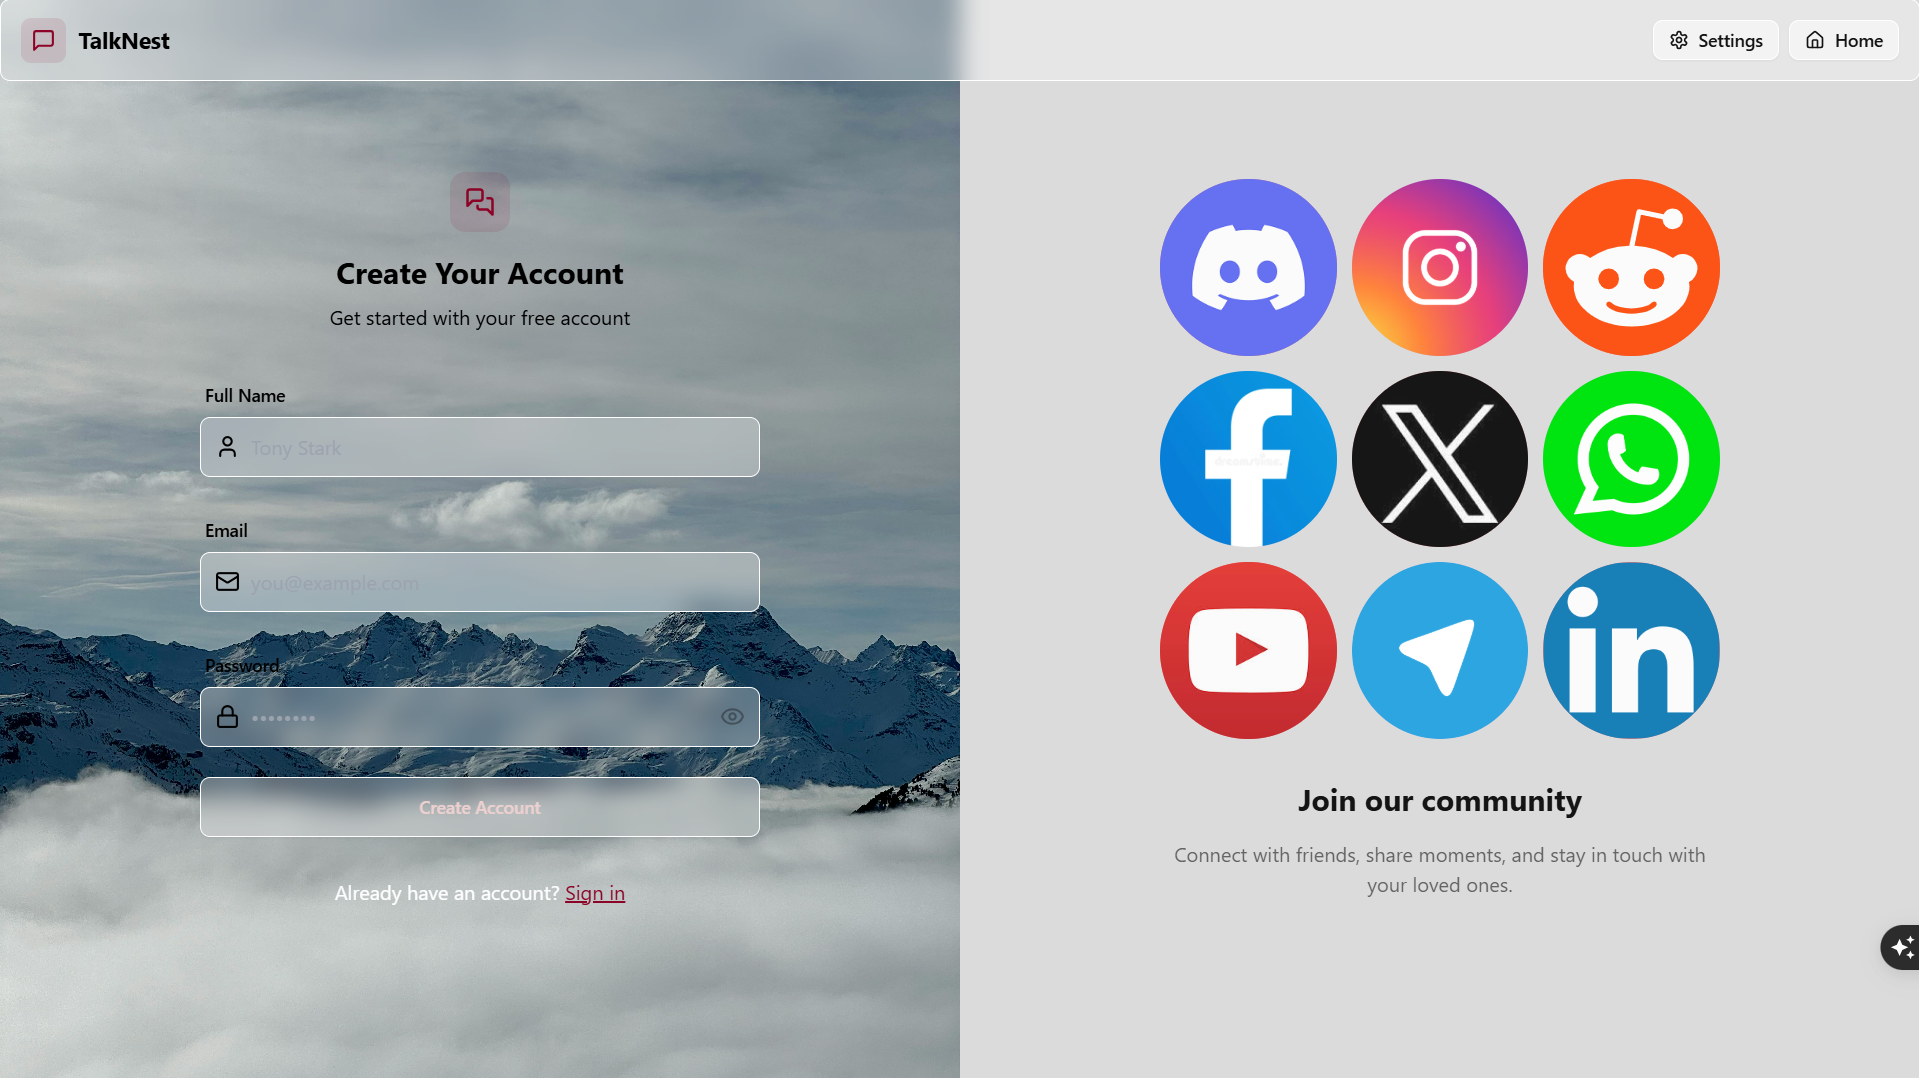 TalkNest
Settings
Home
Create Your Account
Get started with your free account
Full Name
Tony Stark
Email
you@example.com
Password
••••••••
Create Account
Already have an account? Sign in
Join our community
Connect with friends, share moments, and stay in touch with
your loved ones.